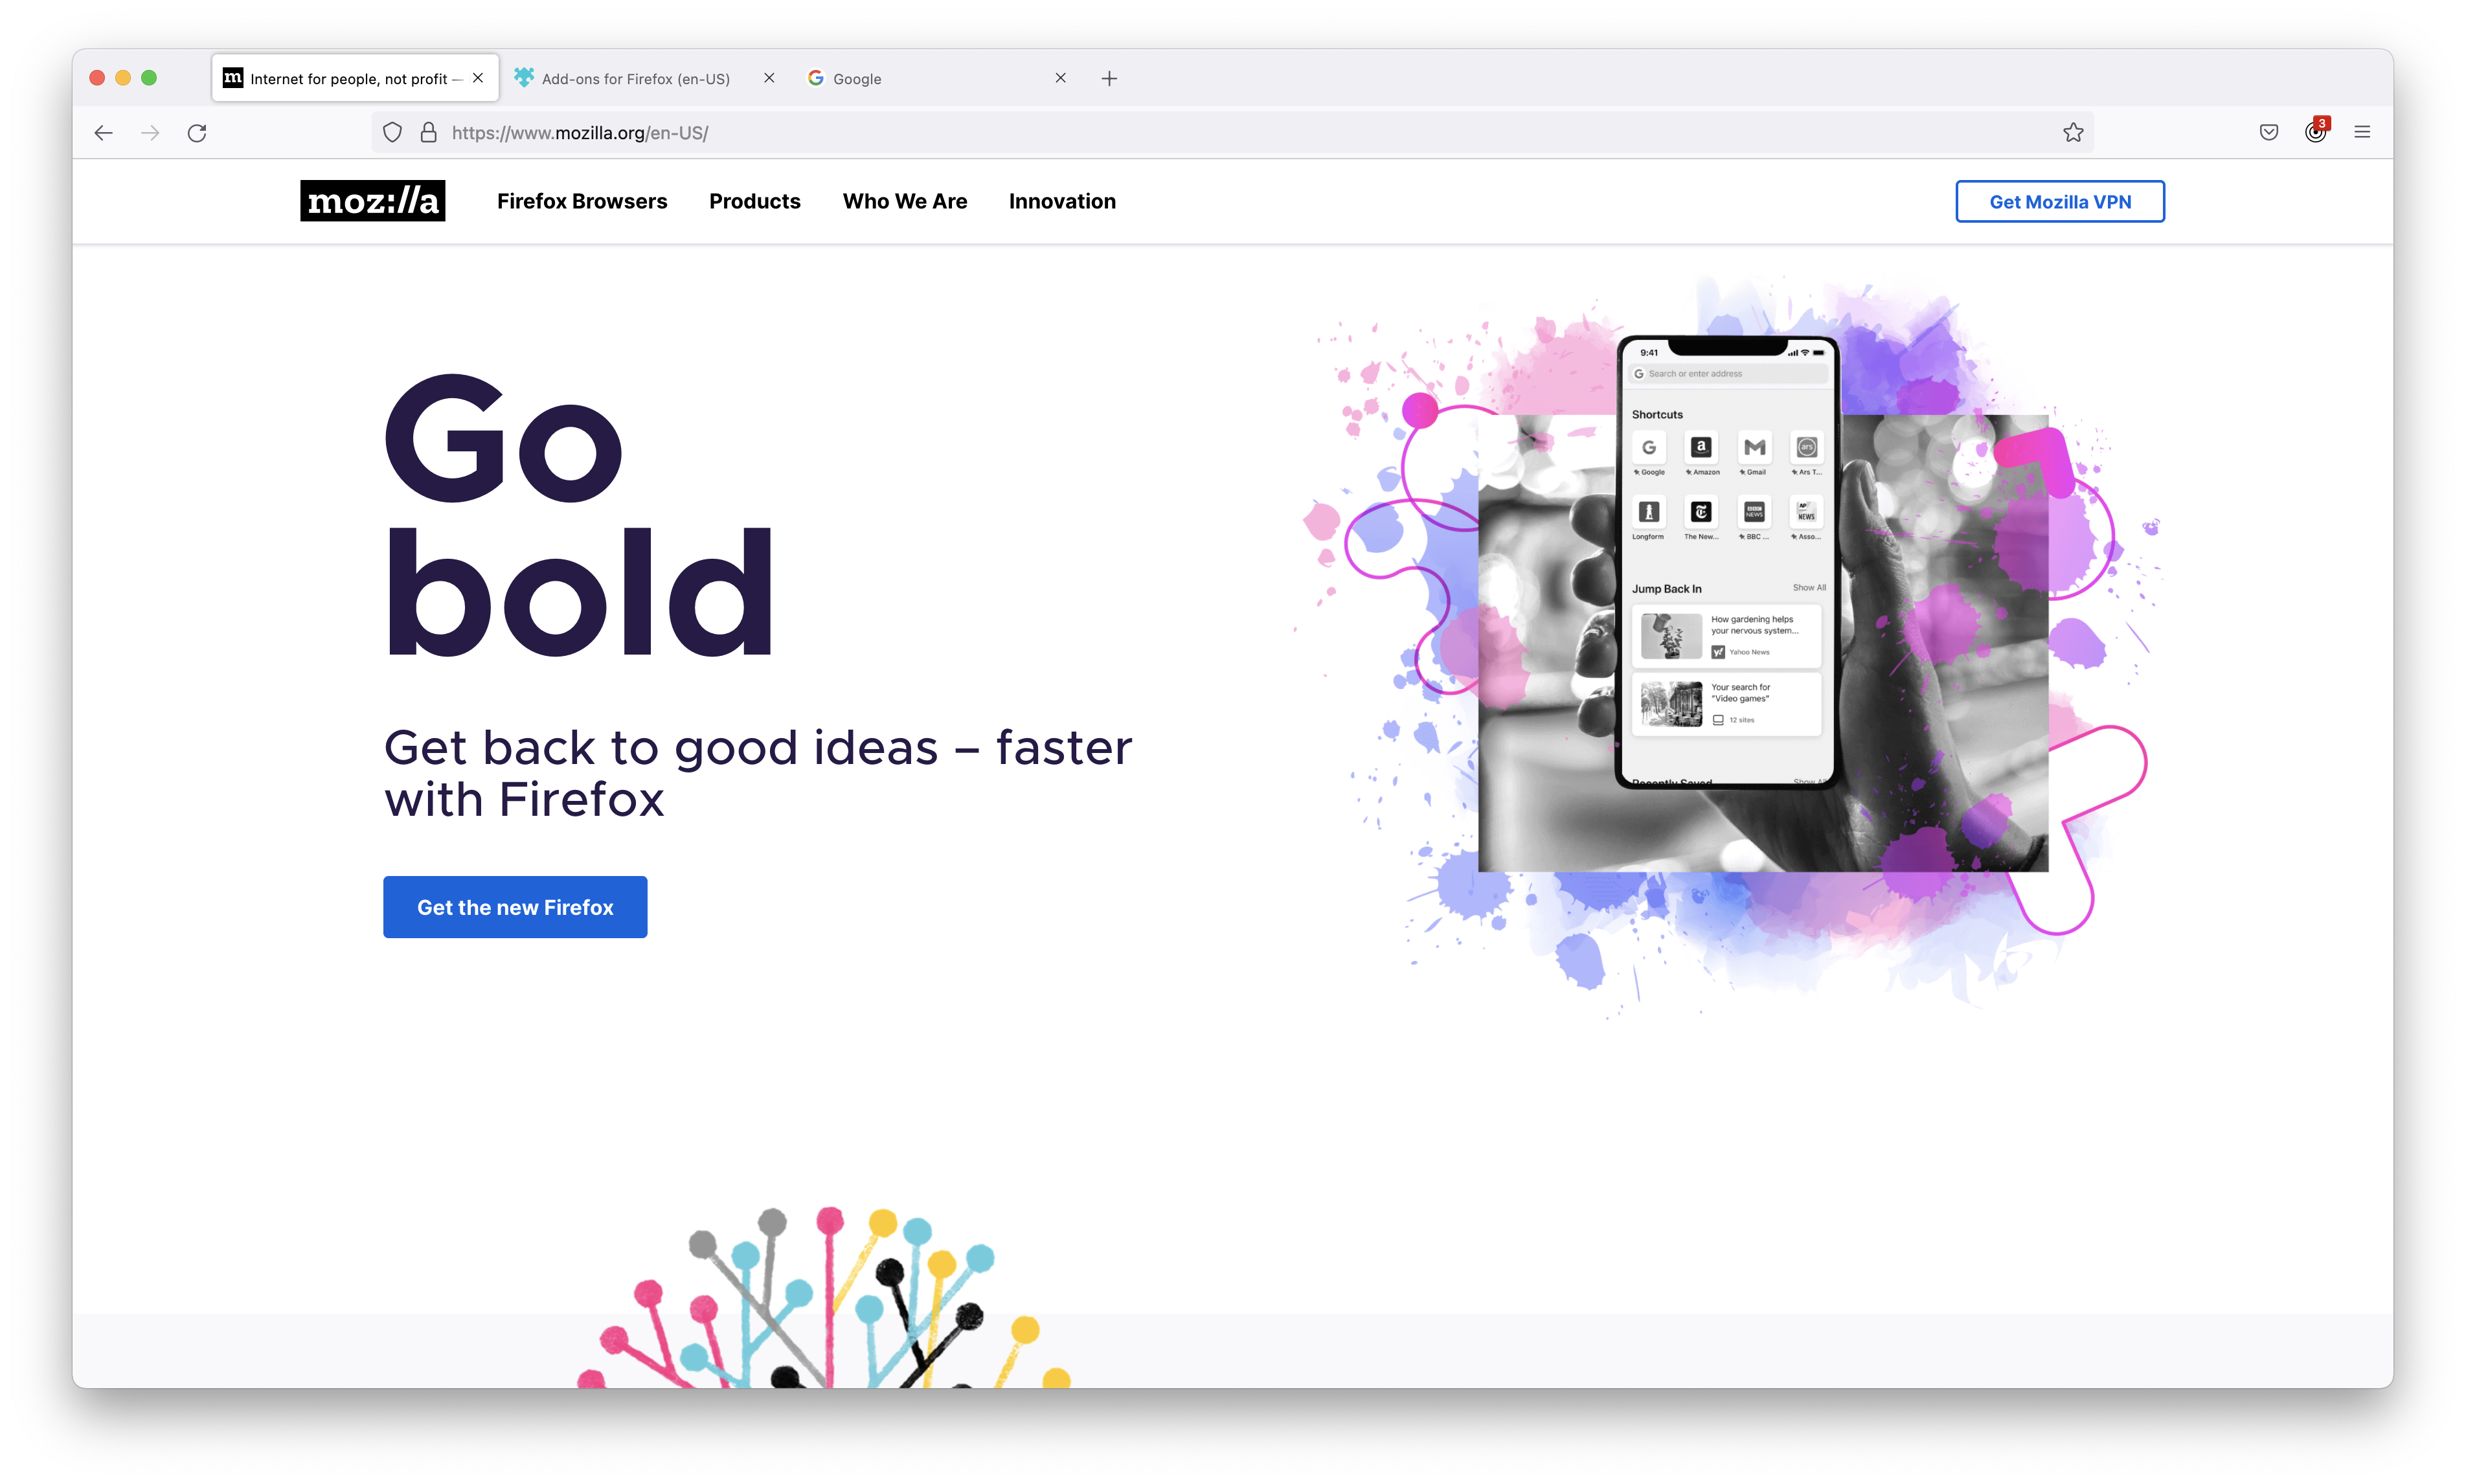 Internet for people, not profit —
Add-ons for Firefox (en-US)
Google
https://www.mozilla.org/en-US/
3
moz://a
Firefox Browsers
Products
Who We Are
Innovation
Get Mozilla VPN
Go
bold
Get back to good ideas – faster
with Firefox
Get the new Firefox
9:41
Search or enter address
Shortcuts
Google
Amazon
Gmail
Ars T...
Longform
The New...
BBC ...
Asso...
BBC
NEWS
AP
NEWS
Jump Back In
Show All
How gardening helps
your nervous system...
Yahoo News
Your search for
“Video games”
12 sites
Recently Saved
Show All